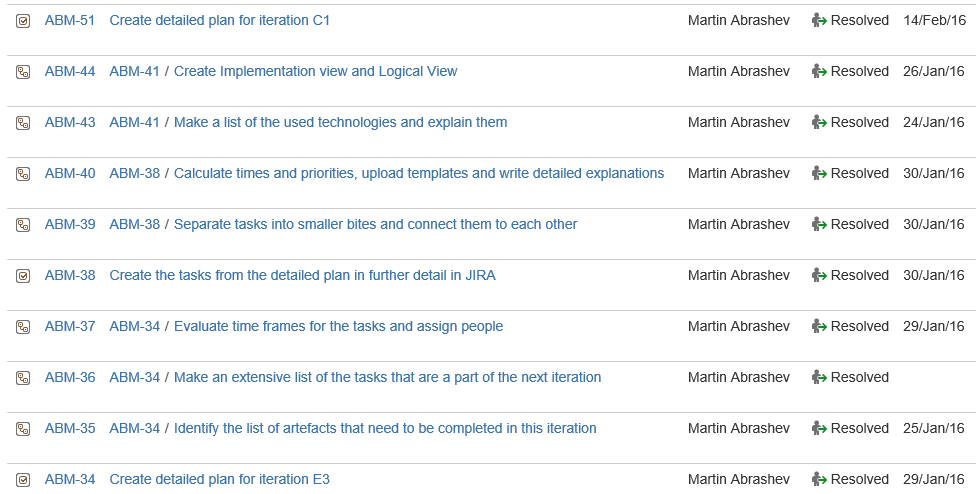 ABM-51 Create detailed plan for iteration C1 Martin Abrashev Resolved 14/Feb/16
ABM-44 ABM-41 / Create Implementation view and Logical View Martin Abrashev Resolved 26/Jan/16
ABM-43 ABM-41 / Make a list of the used technologies and explain them Martin Abrashev Resolved 24/Jan/16
ABM-40 ABM-38 / Calculate times and priorities, upload templates and write detailed explanations Martin Abrashev Resolved 30/Jan/16
ABM-39 ABM-38 / Separate tasks into smaller bites and connect them to each other Martin Abrashev Resolved 30/Jan/16
ABM-38 Create the tasks from the detailed plan in further detail in JIRA Martin Abrashev Resolved 30/Jan/16
ABM-37 ABM-34 / Evaluate time frames for the tasks and assign people Martin Abrashev Resolved 29/Jan/16
ABM-36 ABM-34 / Make an extensive list of the tasks that are a part of the next iteration Martin Abrashev Resolved
ABM-35 ABM-34 / Identify the list of artefacts that need to be completed in this iteration Martin Abrashev Resolved 25/Jan/16
ABM-34 Create detailed plan for iteration E3 Martin Abrashev Resolved 29/Jan/16